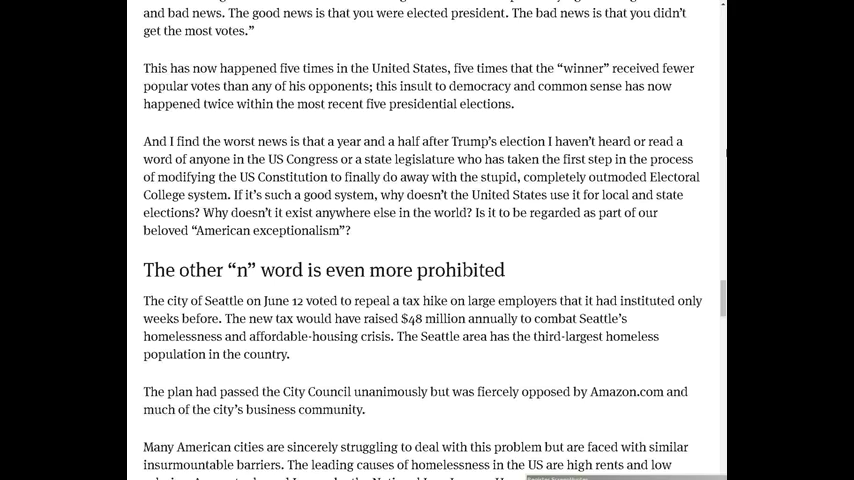 and bad news. The good news is that you were elected president. The bad news is that you didn't
get the most votes.”
This has now happened five times in the United States, five times that the “winner” received fewer
popular votes than any of his opponents; this insult to democracy and common sense has now
happened twice within the most recent five presidential elections.
And I find the worst news is that a year and a half after Trump’s election I haven’t heard or read a
word of anyone in the US Congress or a state legislature who has taken the first step in the process
of modifying the US Constitution to finally do away with the stupid, completely outmoded Electoral
College system. If it’s such a good system, why doesn’t the United States use it for local and state
elections? Why doesn’t it exist anywhere else in the world? Is it to be regarded as part of our
beloved “American exceptionalism”?
The other “n” word is even more prohibited
The city of Seattle on June 12 voted to repeal a tax hike on large employers that it had instituted only
weeks before. The new tax would have raised $48 million annually to combat Seattle’s
homelessness and affordable-housing crisis. The Seattle area has the third-largest homeless
population in the country.
The plan had passed the City Council unanimously but was fiercely opposed by Amazon.com and
much of the city’s business community.
Many American cities are sincerely struggling to deal with this problem but are faced with similar
insurmountable barriers. The leading causes of homelessness in the US are high rents and low